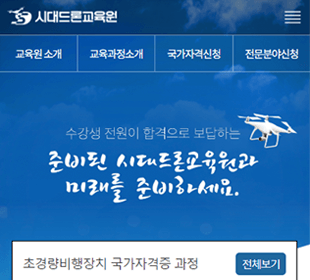 시대드론교육원
교육원 소개 교육과정소개 국가자격신청 전문분야신청
수강생 전원이 합격으로 보답하는
준비된 시대드론교육원과
미래를 준비하세요.
초경량비행장치 국가자격증 과정 전체보기